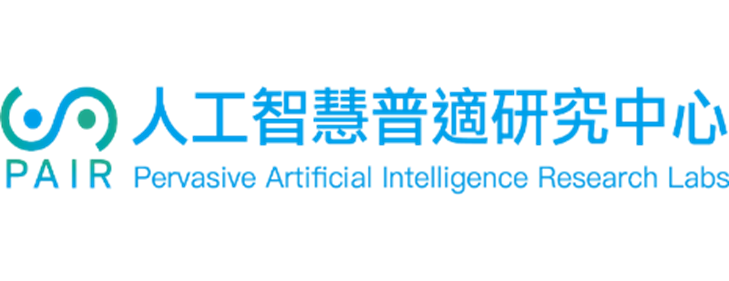 人工智慧普適研究中心
PAIR
Pervasive Artificial Intelligence Research Labs